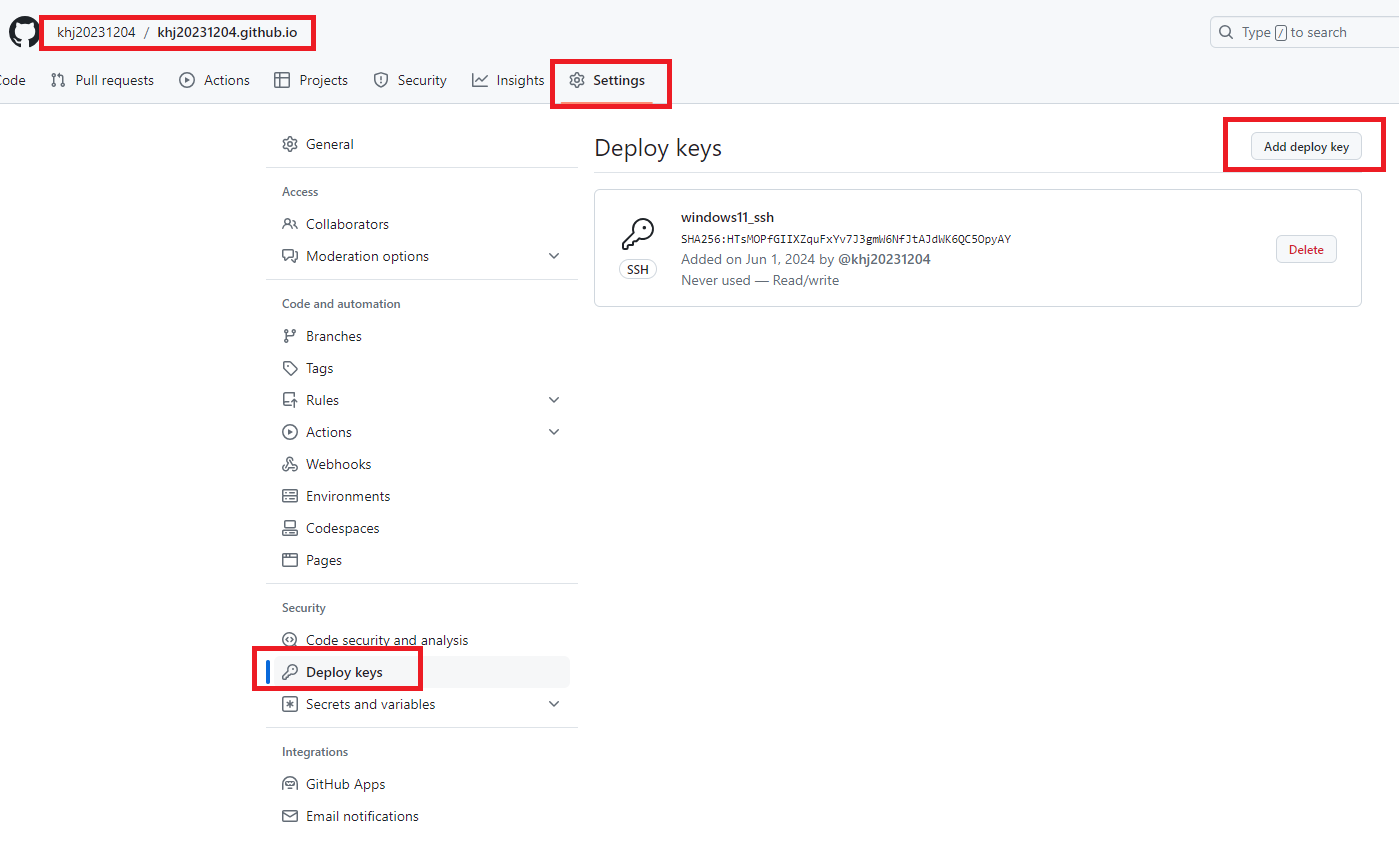 khj20231204 / khj20231204.github.io
Type / to search
Code Pull requests Actions Projects Security Insights Settings
General
Access
Collaborators
Moderation options
Code and automation
Branches
Tags
Rules
Actions
Webhooks
Environments
Codespaces
Pages
Security
Code security and analysis
Deploy keys
Secrets and variables
Integrations
GitHub Apps
Email notifications
Deploy keys
Add deploy key
windows11_ssh
SHA256:HTsMOPfGIIXZquFxYv7J3gmW6NfJtAJdWK6QC5OpyAY
Added on Jun 1, 2024 by @khj20231204
Never used — Read/write
SSH
Delete